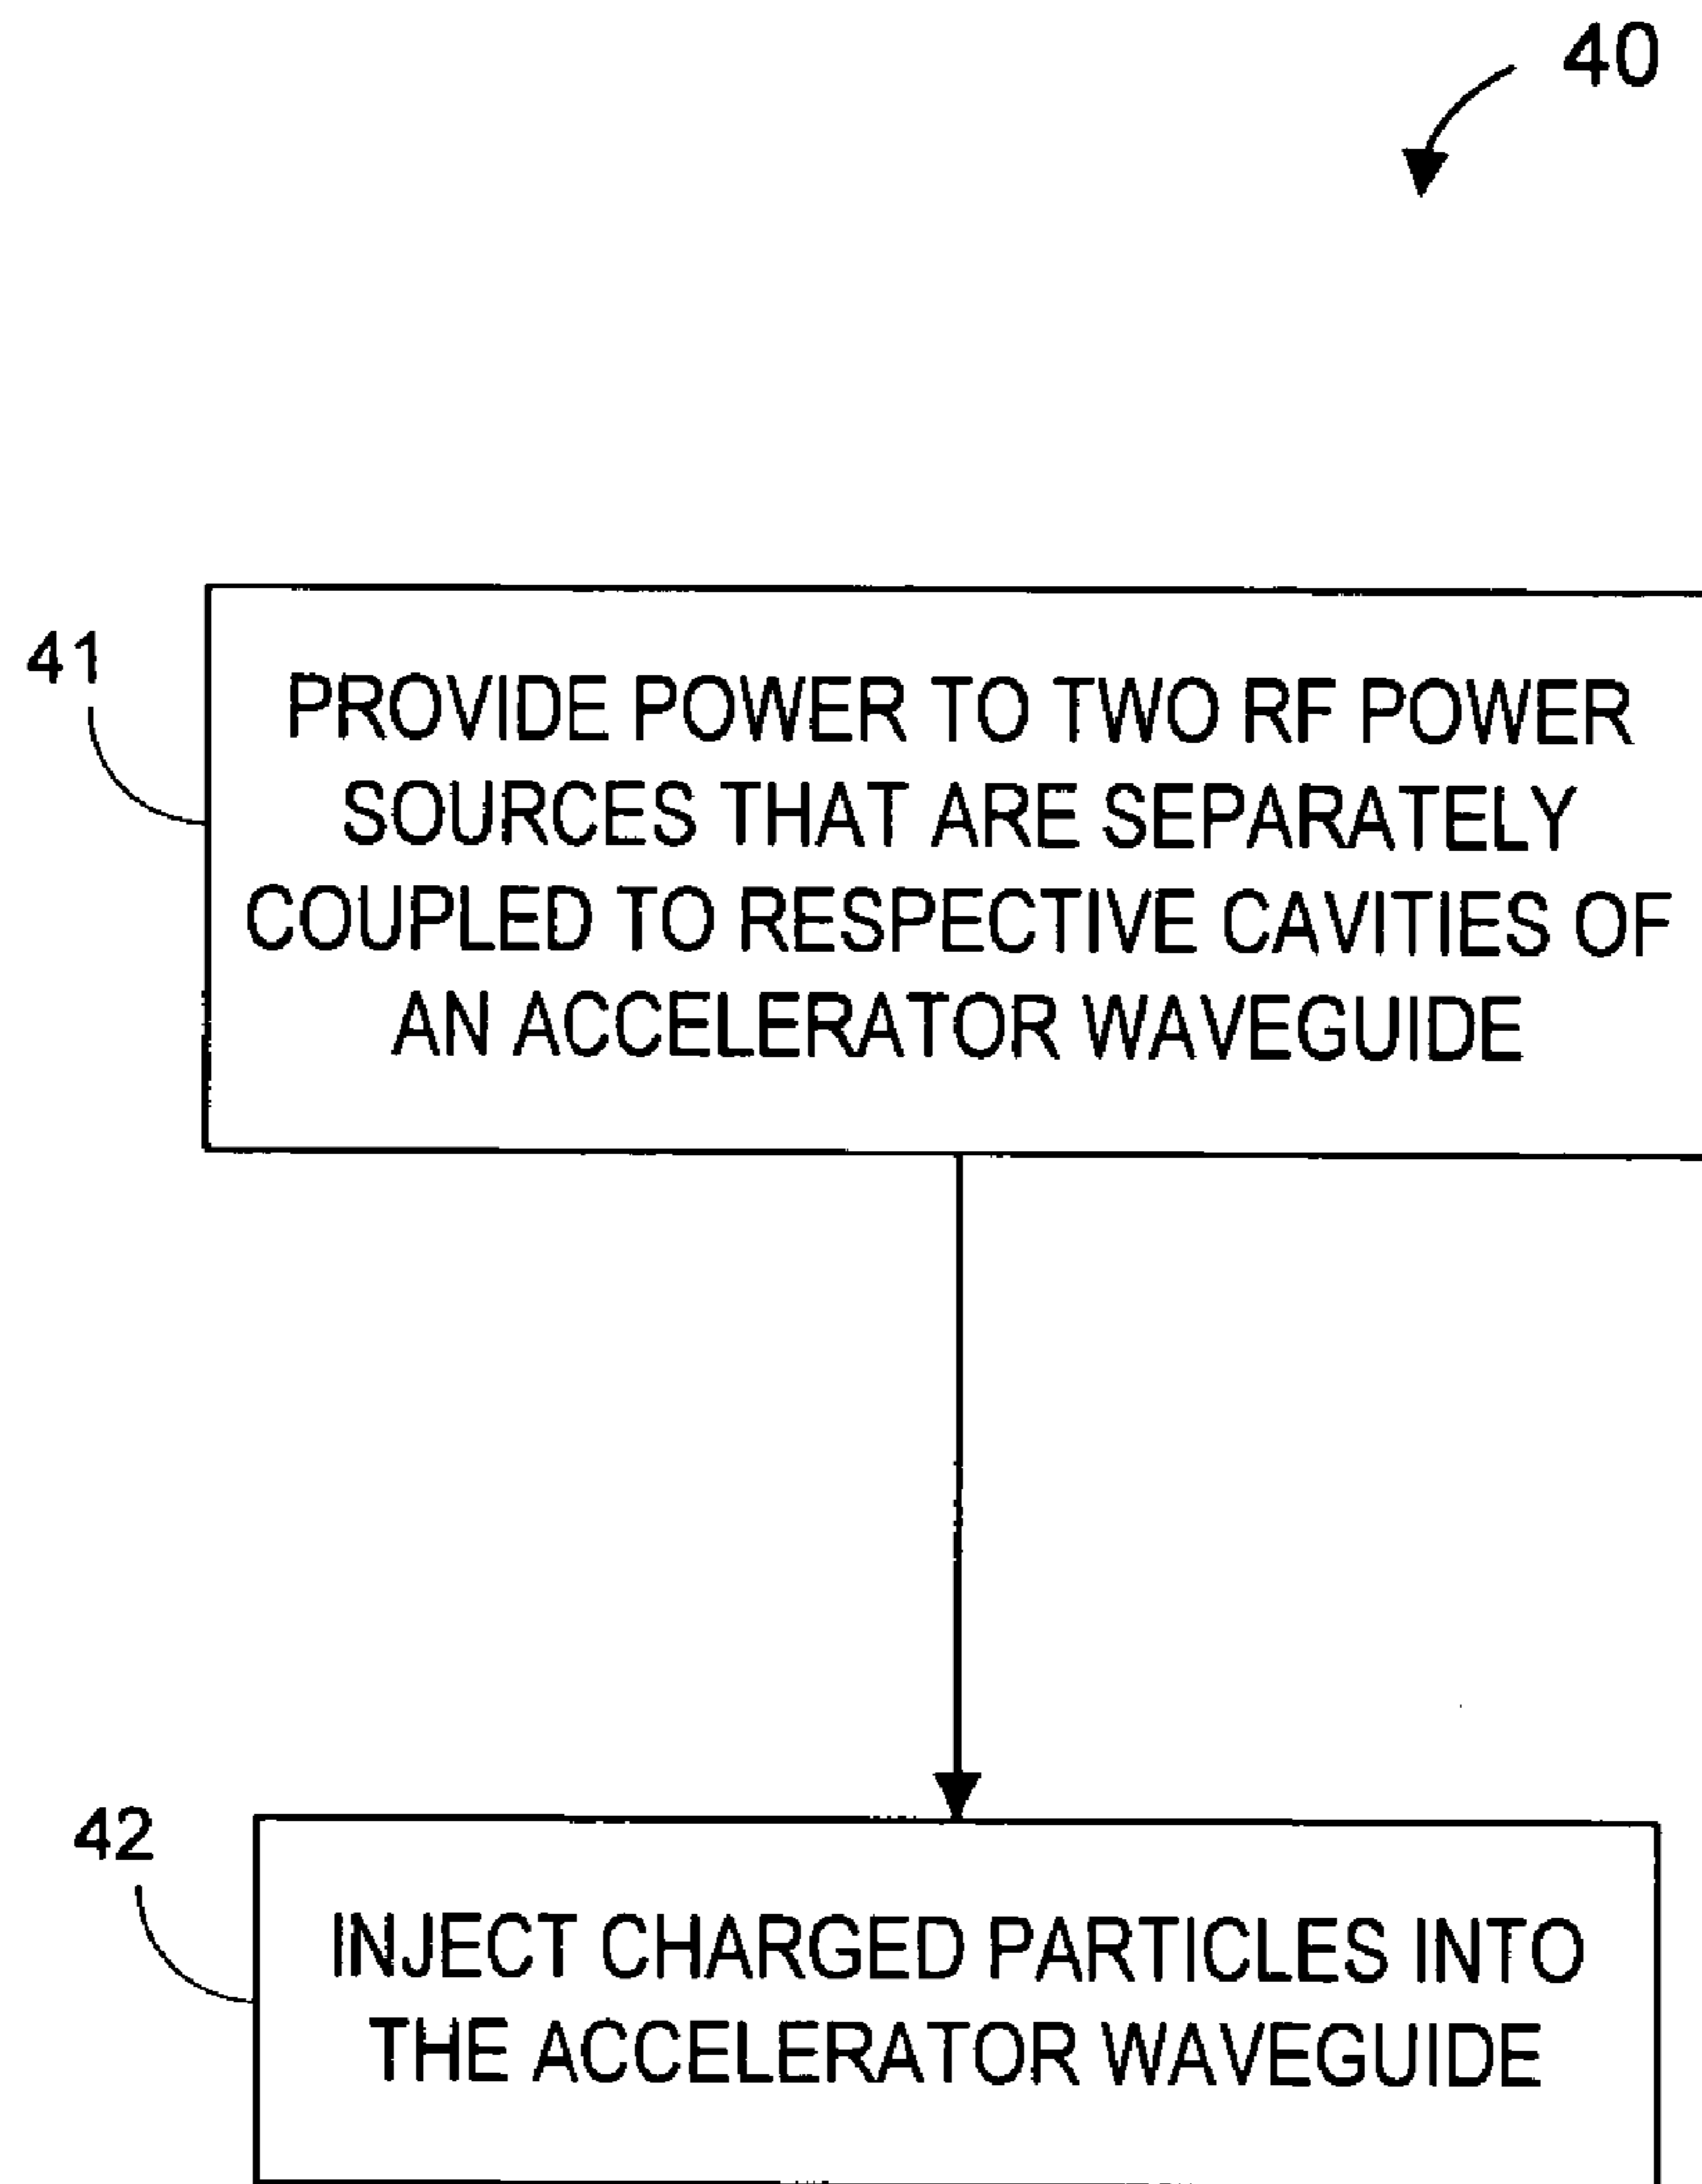 40
41
PROVIDE POWER TO TWO RF POWER
SOURCES THAT ARE SEPARATELY
COUPLED TO RESPECTIVE CAVITIES OF
AN ACCELERATOR WAVEGUIDE
42
INJECT CHARGED PARTICLES INTO
THE ACCELERATOR WAVEGUIDE